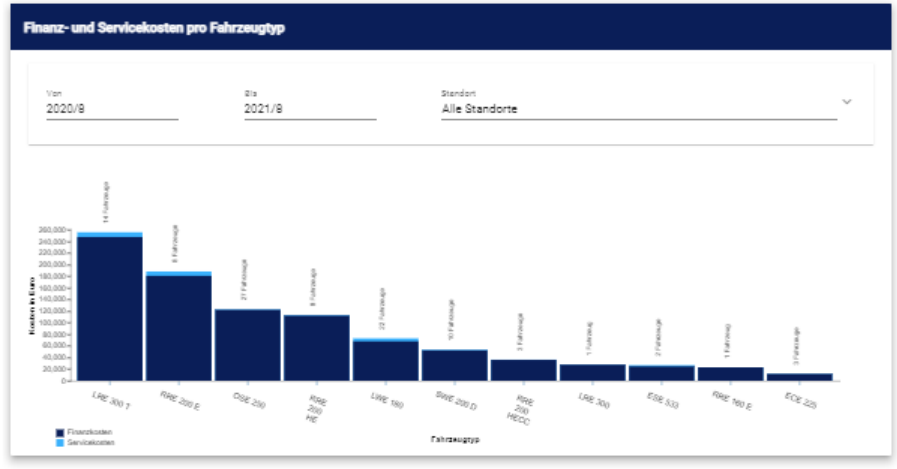 Finanz- und Servicekosten pro Fahrzeugtyp
Von
2020/8
Bis
2021/8
Standort
Alle Standorte
14 Fahrzeuge
8 Fahrzeuge
21 Fahrzeuge
8 Fahrzeuge
22 Fahrzeuge
10 Fahrzeuge
3 Fahrzeuge
1 Fahrzeug
2 Fahrzeuge
1 Fahrzeug
3 Fahrzeuge
Kosten in Euro
260,000
240,000
220,000
200,000
180,000
160,000
140,000
120,000
100,000
80,000
60,000
40,000
20,000
0
LRE 300 T
RRE 200 E
OSE 250
RRE
200
HE
LWE 180
SWE 200 D
RRE
200
HECC
LRE 300
ESE 533
RRE 160 E
ECE 225
Fahrzeugtyp
Finanzkosten
Servicekosten